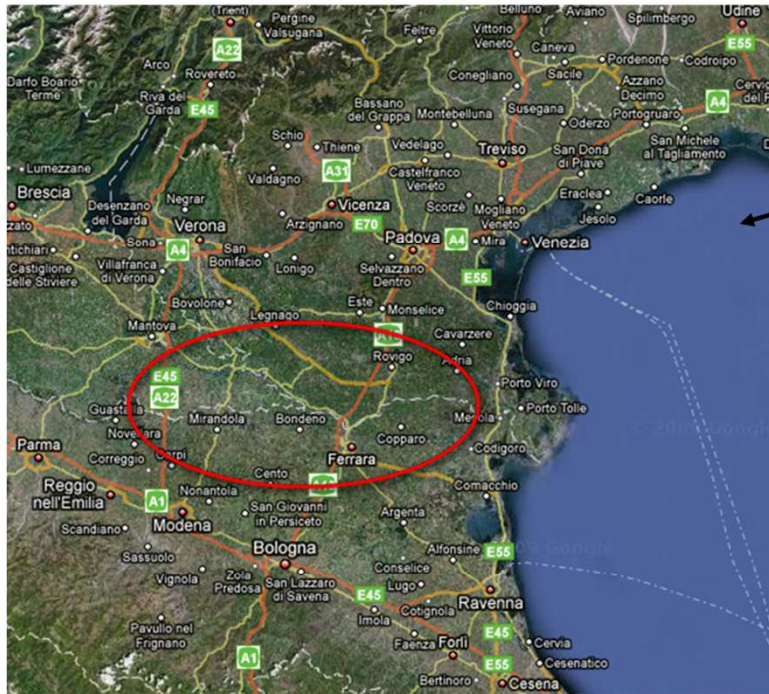 (Trient)
Pergine
Valsugana
Feltre
Belluno
Vittorio
Veneto
Aviano
Spilimbergo
Udine
E55
A22
Caneva
Sacile
Pordenone
Codroipo
Azzano
Decimo
Arco
Rovereto
Darfo Boario
Terme
Riva del
Garda
E45
Conegliano
Susegana
A4
Bassano
del Grappa
Montebelluna
Oderzo
Portogruaro
San Michele
al Tagliamento
Schio
Thiene
Vedelago
Treviso
San Donà
di Piave
Lumezzane
A31
Castelfranco
Veneto
Valdagno
Brescia
Desenzano
del Garda
Negrar
Vicenza
Scorzè
Mogliano
Veneto
Eraclea
Jesolo
Caorle
Verona
Arzignano
E70
Padova
A4
Mira
Venezia
Sona
A4
San
Bonifacio
Lonigo
Selvazzano
Dentro
E55
Castiglione
delle Stiviere
Villafranca
di Verona
Bovolone
Este
Monselice
Chioggia
Legnago
Mantova
Cavarzere
Rovigo
Adria
E45
A22
Porto Viro
Porto Tolle
Guastalla
Mirandola
Bondeno
Mesola
Novellara
Copparo
Parma
Carpi
Ferrara
Codigoro
Correggio
Cento
Reggio
nell'Emilia
A1
Nonantola
Comacchio
San Giovanni
in Persiceto
Argenta
Scandiano
Modena
Sassuolo
Bologna
Alfonsine
E55
Vignola
Zola
Predosa
San Lazzaro
di Savena
Conselice
Lugo
E45
Ravenna
Imola
Cotignola
Pavullo nel
Frignano
Faenza
Forlì
E45
Cervia
A1
Bertinoro
E55
Cesenatico
Cesena